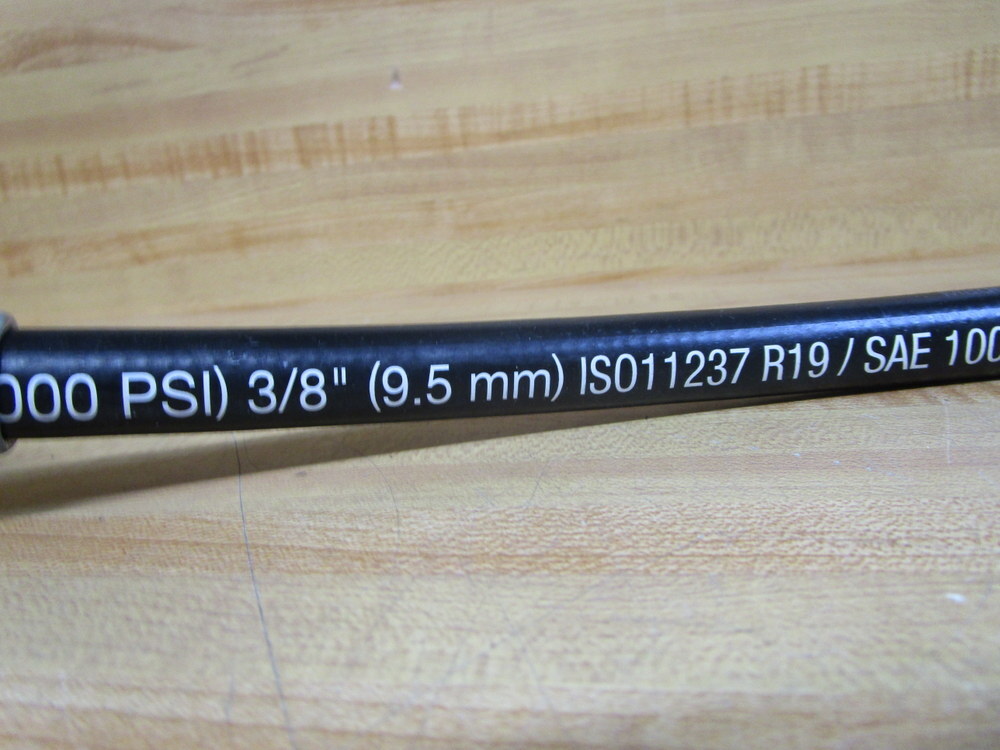 000 PSI) 3/8" (9.5 mm) ISO11237 R19 / SAE 100